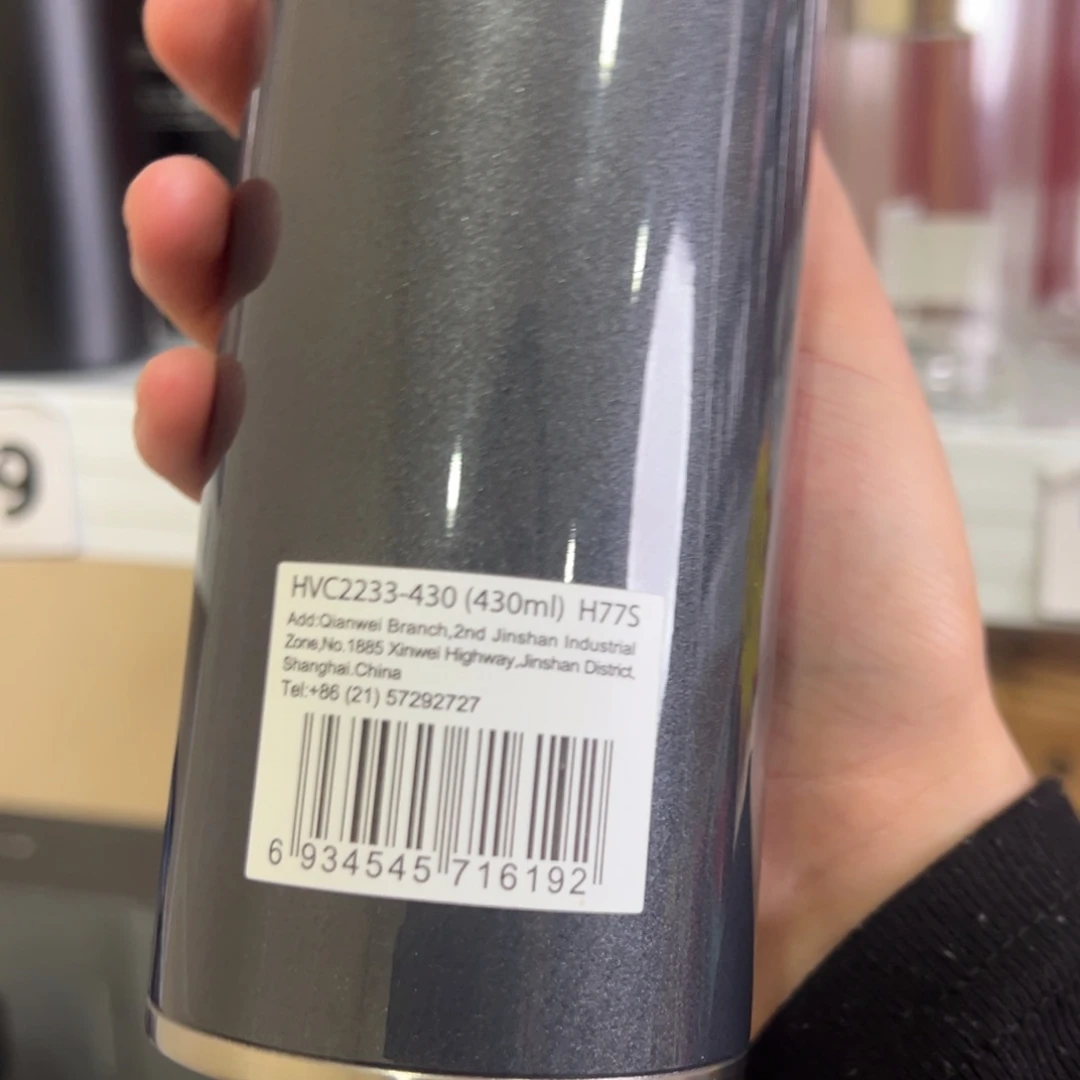 HVC2233-430 (430ml) H77S
Add:Qianwei Branch,2nd Jinshan Industrial
Zone,No.1885 Xinwei Highway,Jinshan District,
Shanghai.China
Tel:+86 (21) 57292727
6 934545 716192
9